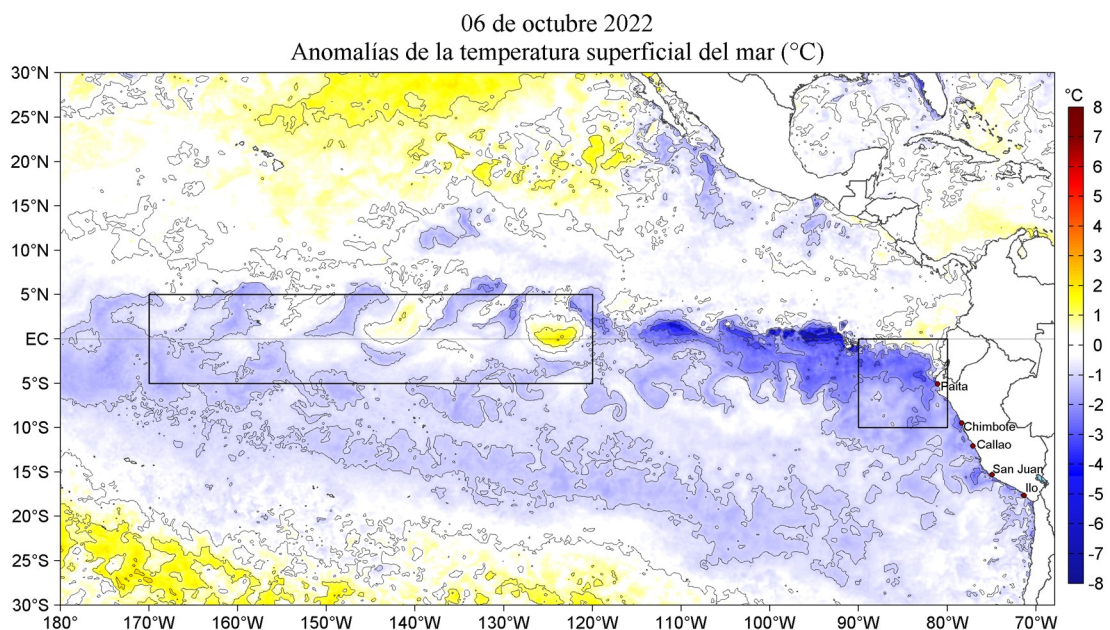 06 de octubre 2022
Anomalías de la temperatura superficial del mar (°C)
30°N
25°N
20°N
15°N
10°N
5°N
EC
5°S
10°S
15°S
20°S
25°S
30°S
180 170°W 160°W 150°W 140°W 130°W 120°W 110°W 100°W 90°W 80°W 70°W
Paita
Chimbote
Callao
San Juan
Ilo
°C
8
7
6
5
4
3
2
1
0
-1
-2
-3
-4
-5
-6
-7
-8